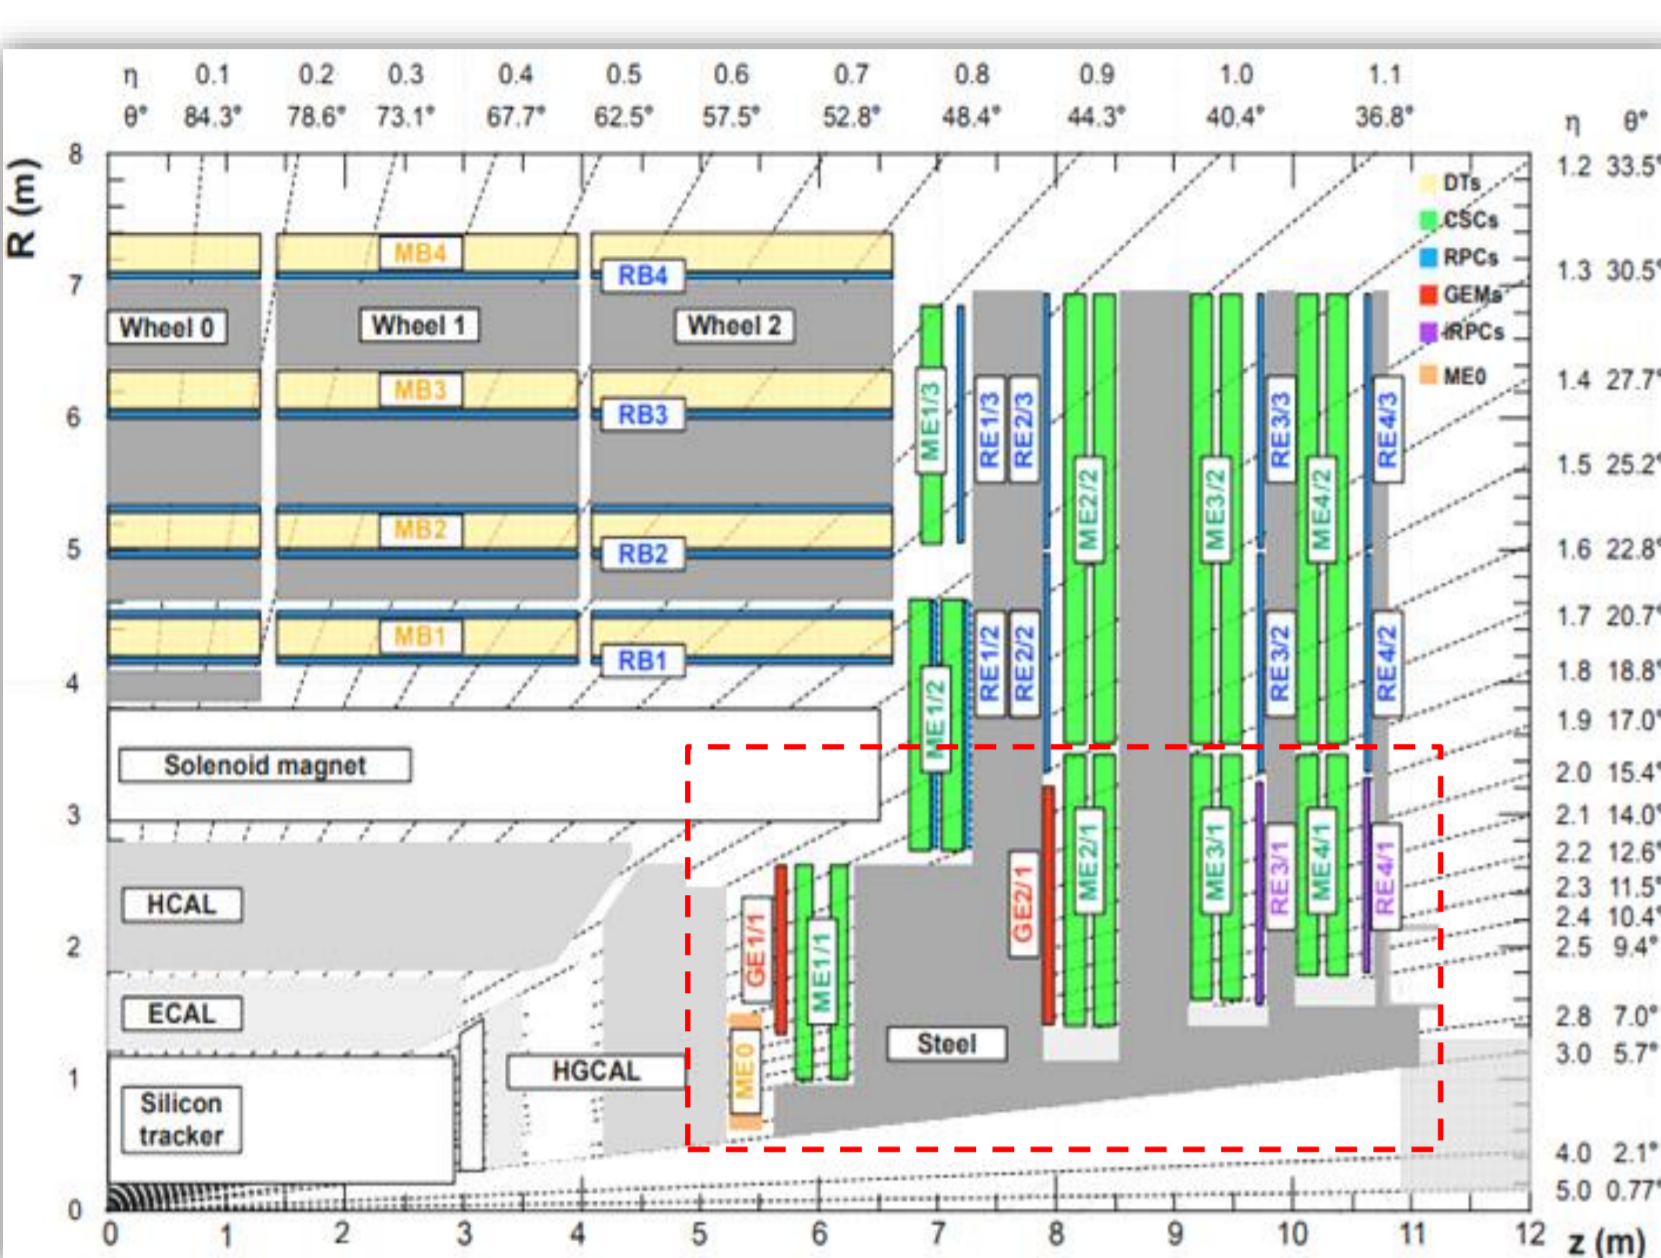 η 0.1 0.2 0.3 0.4 0.5 0.6 0.7 0.8 0.9 1.0 1.1
θ° 84.3° 78.6° 73.1° 67.7° 62.5° 57.5° 52.8° 48.4° 44.3° 40.4° 36.8°
η θ°
R (m)
8
7
6
5
4
3
2
1
0
1.2 33.5°
1.3 30.5°
1.4 27.7°
1.5 25.2°
1.6 22.8°
1.7 20.7°
1.8 18.8°
1.9 17.0°
2.0 15.4°
2.1 14.0°
2.2 12.6°
2.3 11.5°
2.4 10.4°
2.5 9.4°
2.8 7.0°
3.0 5.7°
4.0 2.1°
5.0 0.77°
DTs
CSCs
RPCs
GEMs
iRPCs
ME0
MB4
RB4
Wheel 0
Wheel 1
Wheel 2
MB3
RB3
MB2
RB2
MB1
RB1
ME1/3
RE1/3
RE2/3
ME2/2
ME3/2
RE3/3
ME4/2
RE4/3
ME1/2
RE1/2
RE2/2
RE3/2
RE4/2
Solenoid magnet
HCAL
ECAL
Silicon
tracker
HGCAL
GE1/1
ME1/1
ME0
GE2/1
ME2/1
ME3/1
RE3/1
ME4/1
RE4/1
Steel
0 1 2 3 4 5 6 7 8 9 10 11 12
z (m)